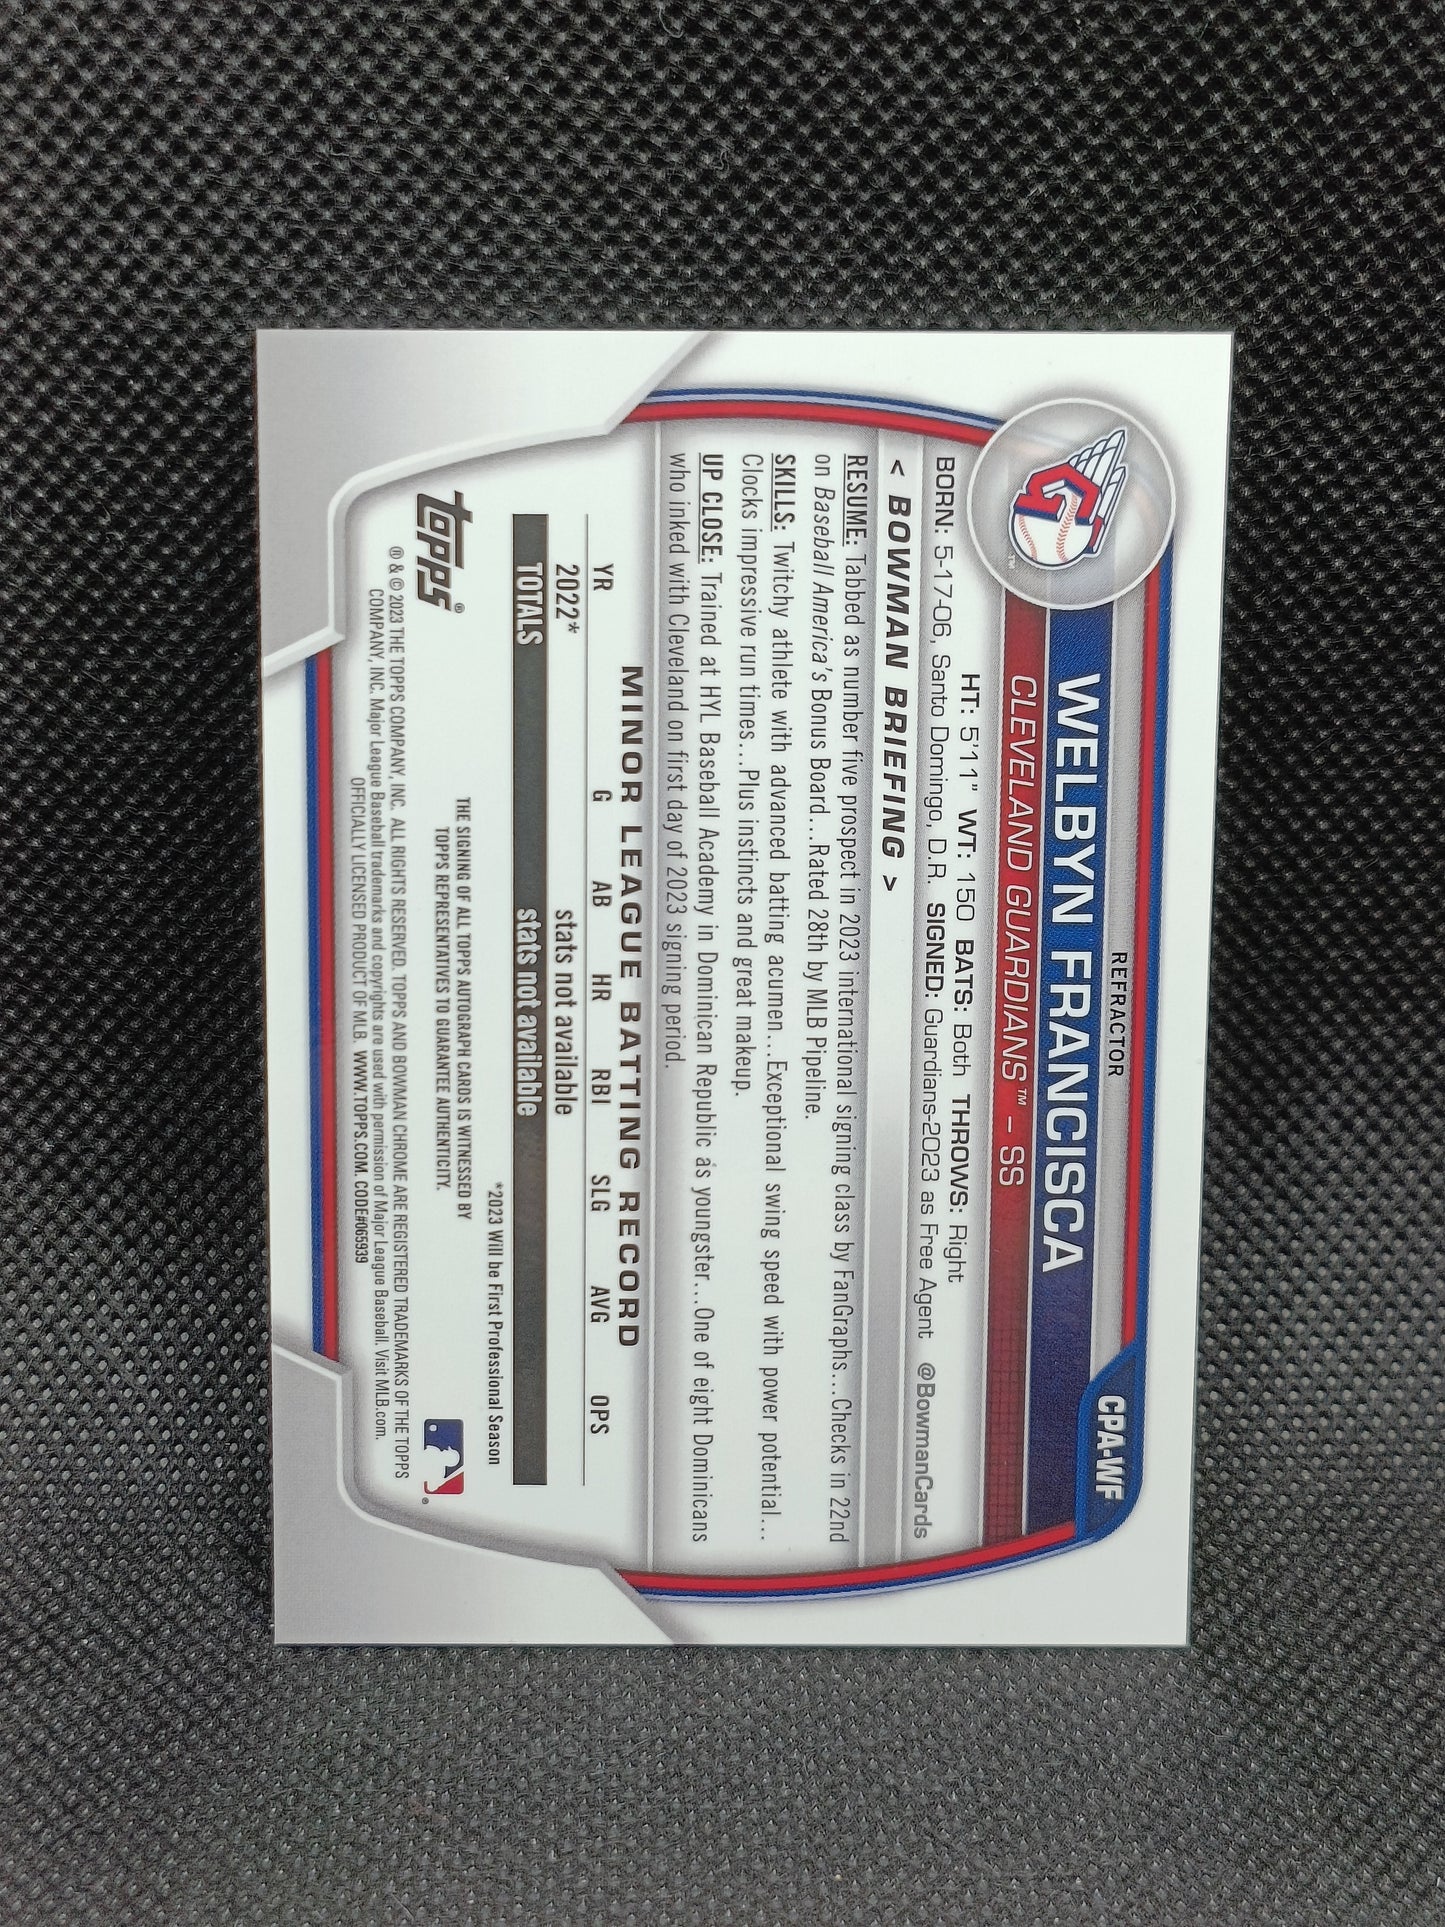 REFRACTOR
CPA-WF
WELBYN FRANCISCA
CLEVELAND GUARDIANS™ – SS
HT: 5'11" WT: 150 BATS: Both THROWS: Right
BORN: 5-17-06, Santo Domingo, D.R. SIGNED: Guardians-2023 as Free Agent @BowmanCards
< BOWMAN BRIEFING >
RESUME: Tabbed as number five prospect in 2023 international signing class by FanGraphs...Checks in 22nd
on Baseball America's Bonus Board...Rated 28th by MLB Pipeline.
SKILLS: Twitchy athlete with advanced batting acumen...Exceptional swing speed with power potential...
Clocks impressive run times...Plus instincts and great makeup.
UP CLOSE: Trained at HYL Baseball Academy in Dominican Republic as youngster...One of eight Dominicans
who inked with Cleveland on first day of 2023 signing period.
MINOR LEAGUE BATTING RECORD
YR G AB HR RBI SLG AVG OPS
2022* stats not available
TOTALS stats not available
*2023 Will be First Professional Season
topps®
THE SIGNING OF ALL TOPPS AUTOGRAPH CARDS IS WITNESSED BY
TOPPS REPRESENTATIVES TO GUARANTEE AUTHENTICITY.
® & © 2023 THE TOPPS COMPANY, INC. ALL RIGHTS RESERVED. TOPPS AND BOWMAN CHROME ARE REGISTERED TRADEMARKS OF THE TOPPS
COMPANY, INC. Major League Baseball trademarks and copyrights are used with permission of Major League Baseball. Visit MLB.com.
OFFICIALLY LICENSED PRODUCT OF MLB. WWW.TOPPS.COM. CODE#066939